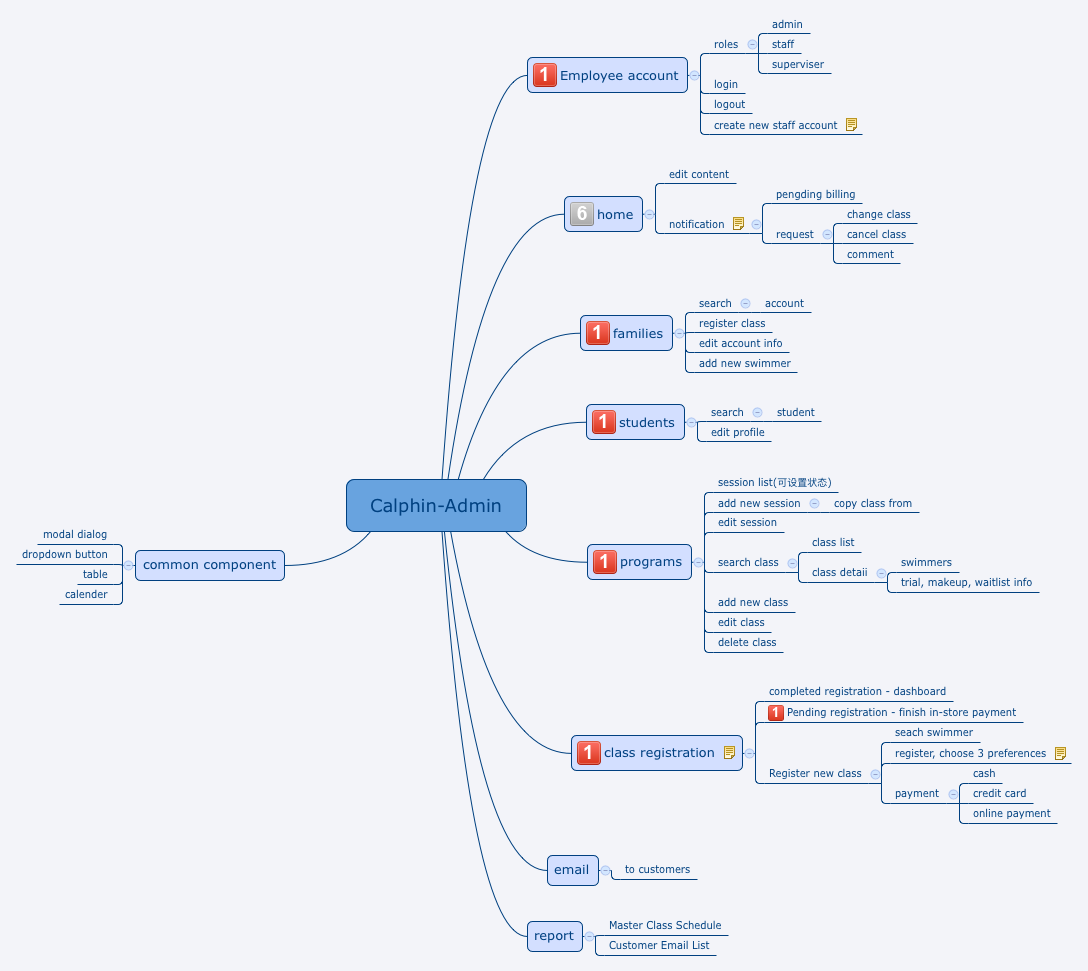 admin
roles
staff
superviser
1 Employee account
login
logout
create new staff account
edit content
6 home
notification
pengding billing
request
change class
cancel class
comment
1 families
search
account
register class
edit account info
add new swimmer
1 students
search
student
edit profile
Calphin-Admin
common component
modal dialog
dropdown button
table
calender
1 programs
session list(可设置状态)
add new session
copy class from
edit session
search class
class list
class detaii
swimmers
trial, makeup, waitlist info
add new class
edit class
delete class
1 class registration
completed registration - dashboard
1 Pending registration - finish in-store payment
Register new class
seach swimmer
register, choose 3 preferences
payment
cash
credit card
online payment
email
to customers
report
Master Class Schedule
Customer Email List